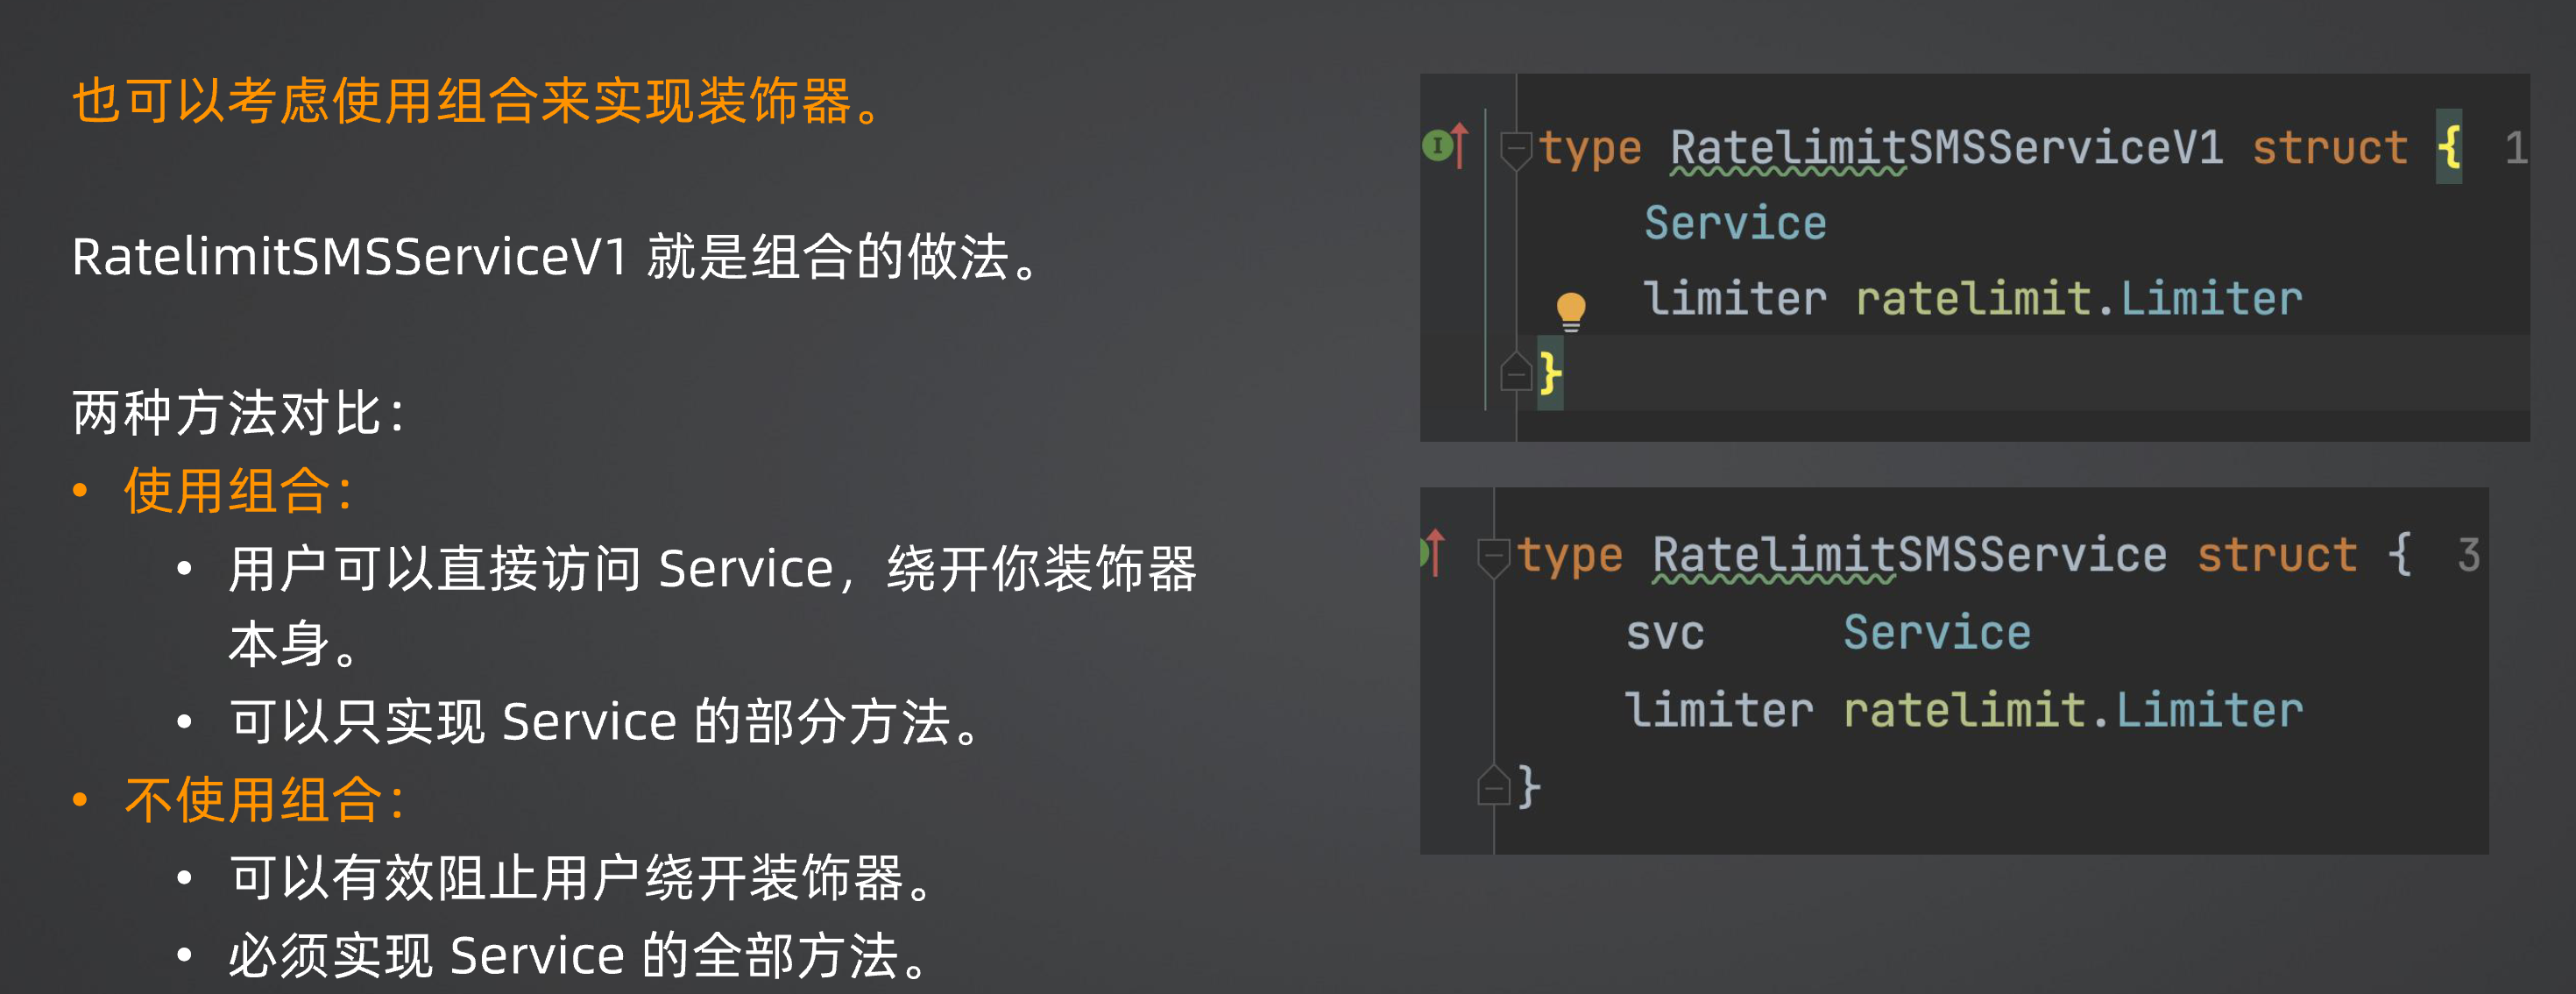 也可以考虑使用组合来实现装饰器。
RatelimitSMSServiceV1 就是组合的做法。
两种方法对比：
• 使用组合：
• 用户可以直接访问 Service，绕开你装饰器
本身。
• 可以只实现 Service 的部分方法。
• 不使用组合：
• 可以有效阻止用户绕开装饰器。
• 必须实现 Service 的全部方法。
type RatelimitSMSServiceV1 struct { 1
Service
limiter ratelimit.Limiter
}
type RatelimitSMSService struct { 3
svc Service
limiter ratelimit.Limiter
}